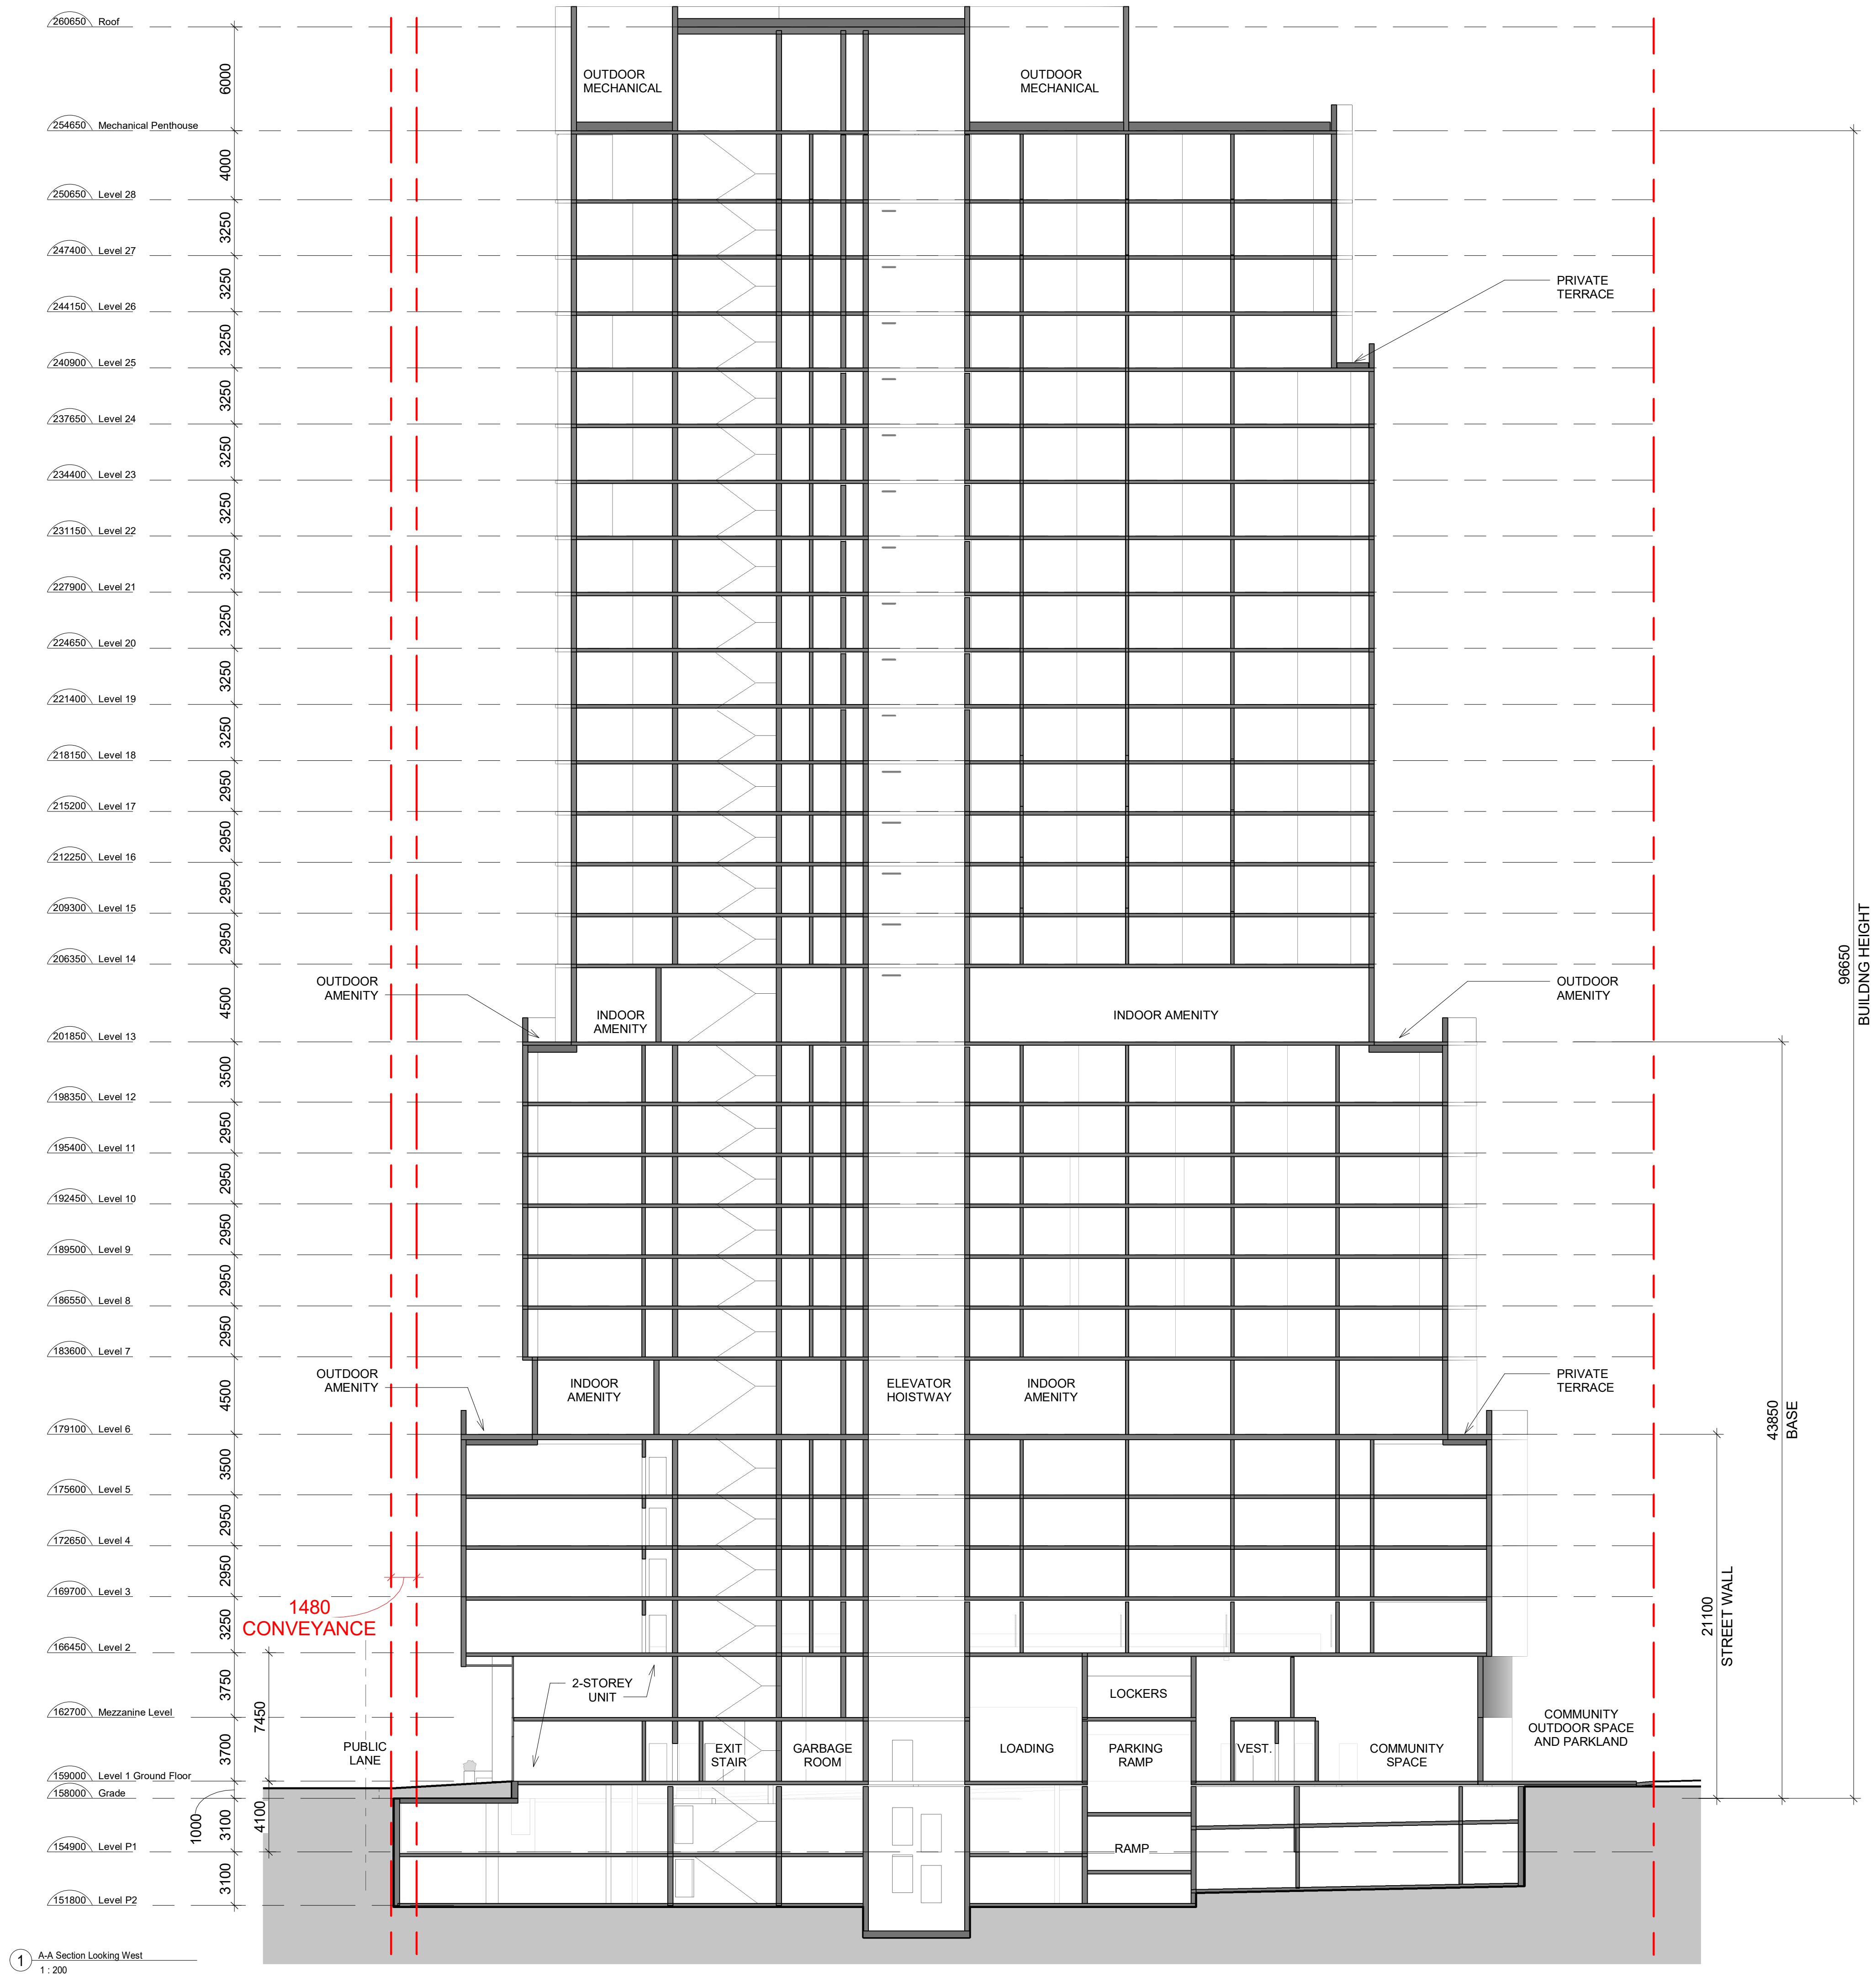 260650 Roof
6000
OUTDOOR
MECHANICAL
OUTDOOR
MECHANICAL
254650 Mechanical Penthouse
4000
250650 Level 28
3250
247400 Level 27
3250
PRIVATE
TERRACE
244150 Level 26
3250
240900 Level 25
3250
237650 Level 24
3250
234400 Level 23
3250
231150 Level 22
3250
227900 Level 21
3250
224650 Level 20
3250
221400 Level 19
3250
218150 Level 18
2950
215200 Level 17
2950
212250 Level 16
2950
209300 Level 15
2950
206350 Level 14
96650
BUILDNG HEIGHT
4500
OUTDOOR
AMENITY
INDOOR
AMENITY
INDOOR AMENITY
OUTDOOR
AMENITY
201850 Level 13
3500
198350 Level 12
2950
195400 Level 11
2950
192450 Level 10
2950
189500 Level 9
2950
186550 Level 8
2950
183600 Level 7
4500
OUTDOOR
AMENITY
INDOOR
AMENITY
ELEVATOR
HOISTWAY
INDOOR
AMENITY
PRIVATE
TERRACE
43850
BASE
179100 Level 6
3500
175600 Level 5
2950
172650 Level 4
2950
169700 Level 3
1480
CONVEYANCE
3250
21100
STREET WALL
166450 Level 2
3750
2-STOREY
UNIT
LOCKERS
162700 Mezzanine Level
7450
COMMUNITY
OUTDOOR SPACE
AND PARKLAND
3700
PUBLIC
LANE
EXIT
STAIR
GARBAGE
ROOM
LOADING
PARKING
RAMP
VEST.
COMMUNITY
SPACE
159000 Level 1 Ground Floor
158000 Grade
1000
3100
4100
RAMP
154900 Level P1
3100
151800 Level P2
1 A-A Section Looking West
1 : 200